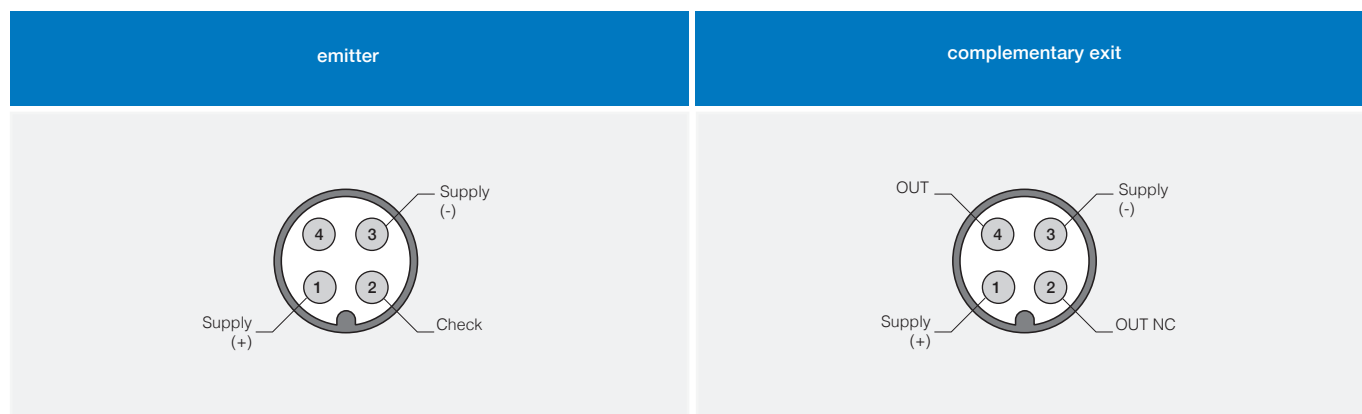 emitter
complementary exit
Supply
(-)
4
3
1
2
Supply
(+)
Check
OUT
Supply
(-)
4
3
1
2
Supply
(+)
OUT NC